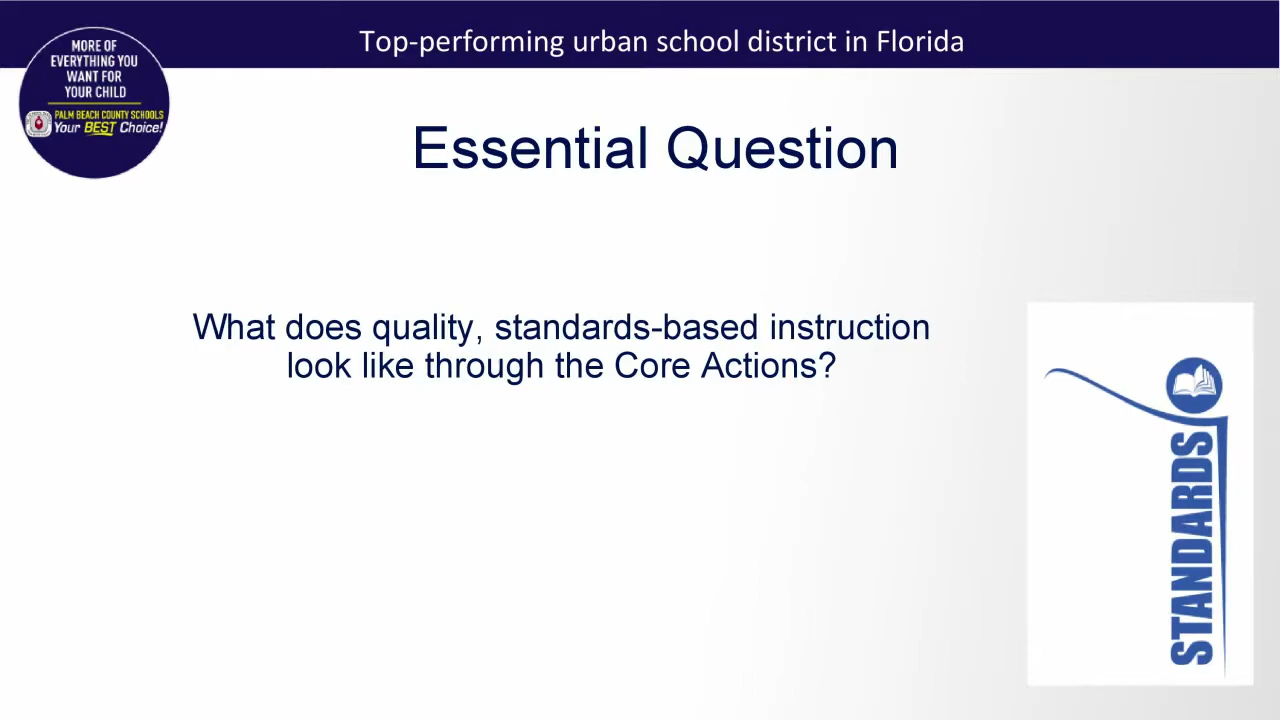 Top-performing urban school district in Florida
MORE OF
EVERYTHING YOU
WANT FOR
YOUR CHILD
PALM BEACH COUNTY SCHOOLS
Your BEST Choice!
Essential Question
What does quality, standards-based instruction
look like through the Core Actions?
STANDARDS